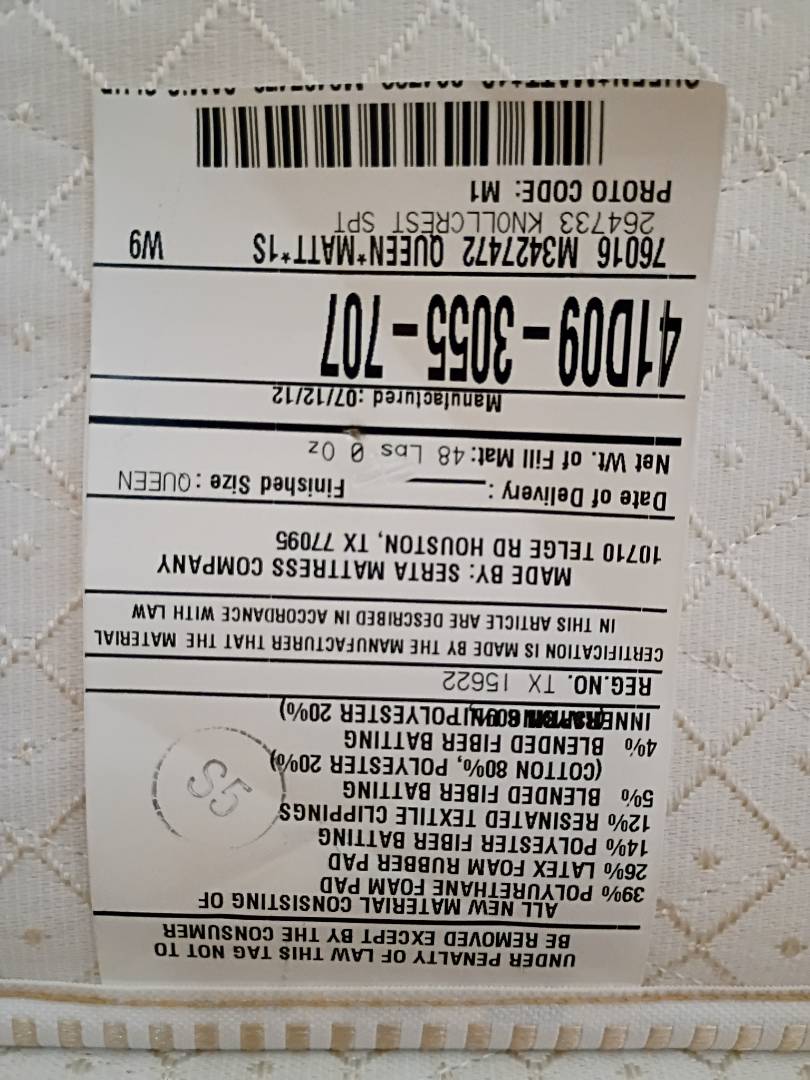 UNDER PENALTY OF LAW THIS TAG NOT TO
BE REMOVED EXCEPT BY THE CONSUMER
ALL NEW MATERIAL CONSISTING OF
39% POLYURETHANE FOAM PAD
26% LATEX FOAM RUBBER PAD
14% POLYESTER FIBER BATTING
12% RESINATED TEXTILE CLIPPINGS
5% BLENDED FIBER BATTING
(COTTON 80%, POLYESTER 20%)
4% BLENDED FIBER BATTING
POLYESTER 20%)
S5
REG.NO. TX 15622
CERTIFICATION IS MADE BY THE MANUFACTURER THAT THE MATERIAL
IN THIS ARTICLE ARE DESCRIBED IN ACCORDANCE WITH LAW
MADE BY: SERTA MATTRESS COMPANY
10710 TELGE RD HOUSTON, TX 77095
Date of Delivery : Finished Size : QUEEN
Net Wt. of Fill Mat: 48 Lbs 0 Oz
Manufactured :07/12/12
41D09-3055-707
76016 M3427472 QUEEN*MATT*1S W9
264733 KNOLLCREST SPT
PROTO CODE: M1